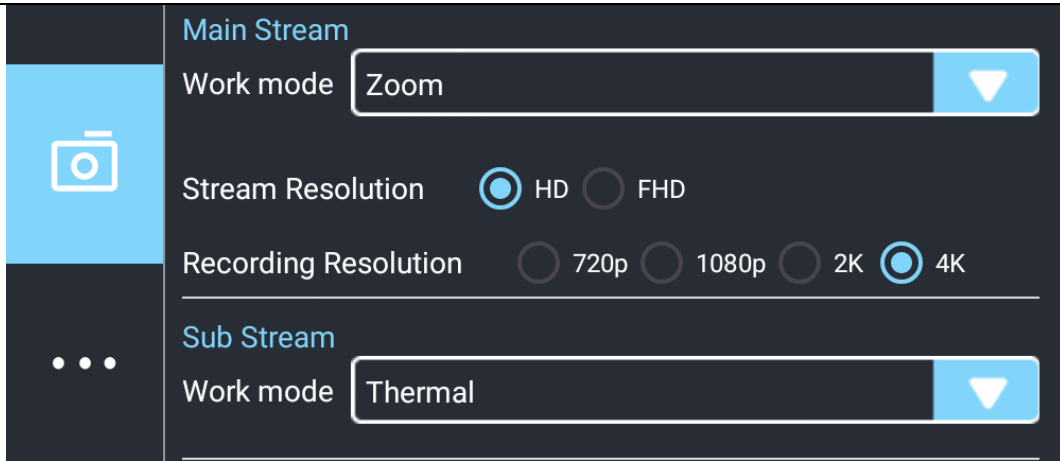 Main Stream
Work mode Zoom
Stream Resolution HD FHD
Recording Resolution 720p 1080p 2K 4K
Sub Stream
Work mode Thermal